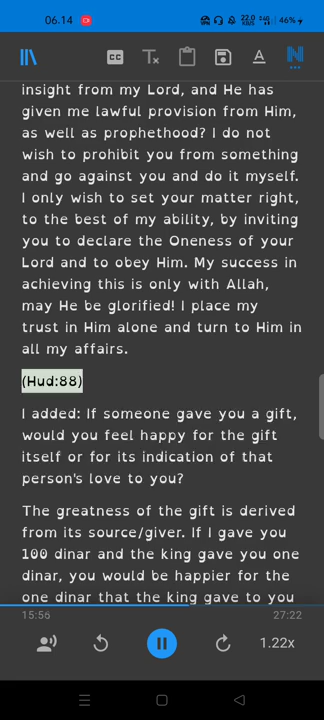 06.14
22.0
46%
CC
insight from my Lord, and He has
given me lawful provision from Him,
as well as prophethood? I do not
wish to prohibit you from something
and go against you and do it myself.
I only wish to set your matter right,
to the best of my ability, by inviting
you to declare the Oneness of your
Lord and to obey Him. My success in
achieving this is only with Allah,
may He be glorified! I place my
trust in Him alone and turn to Him in
all my affairs.
(Hud:88)
I added: If someone gave you a gift,
would you feel happy for the gift
itself or for its indication of that
person's love to you?
The greatness of the gift is derived
from its source/giver. If I gave you
100 dinar and the king gave you one
dinar, you would be happier for the
one dinar that the king gave to you
15:56
27:22
1.22x